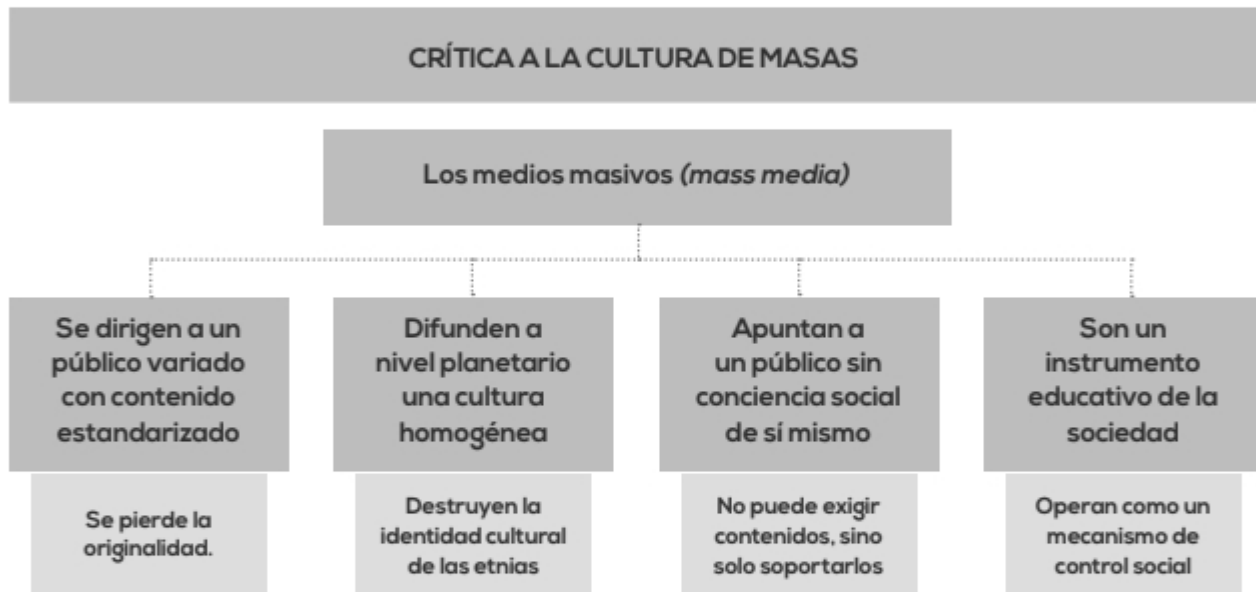 CRÍTICA A LA CULTURA DE MASAS
Los medios masivos (mass media)
Se dirigen a un
público variado
con contenido
estandarizado
Se pierde la
originalidad.
Difunden a
nivel planetario
una cultura
homogénea
Destruyen la
identidad cultural
de las etnias
Apuntan a
un público sin
conciencia social
de sí mismo
No puede exigir
contenidos, sino
solo soportarlos
Son un
instrumento
educativo de la
sociedad
Operan como un
mecanismo de
control social